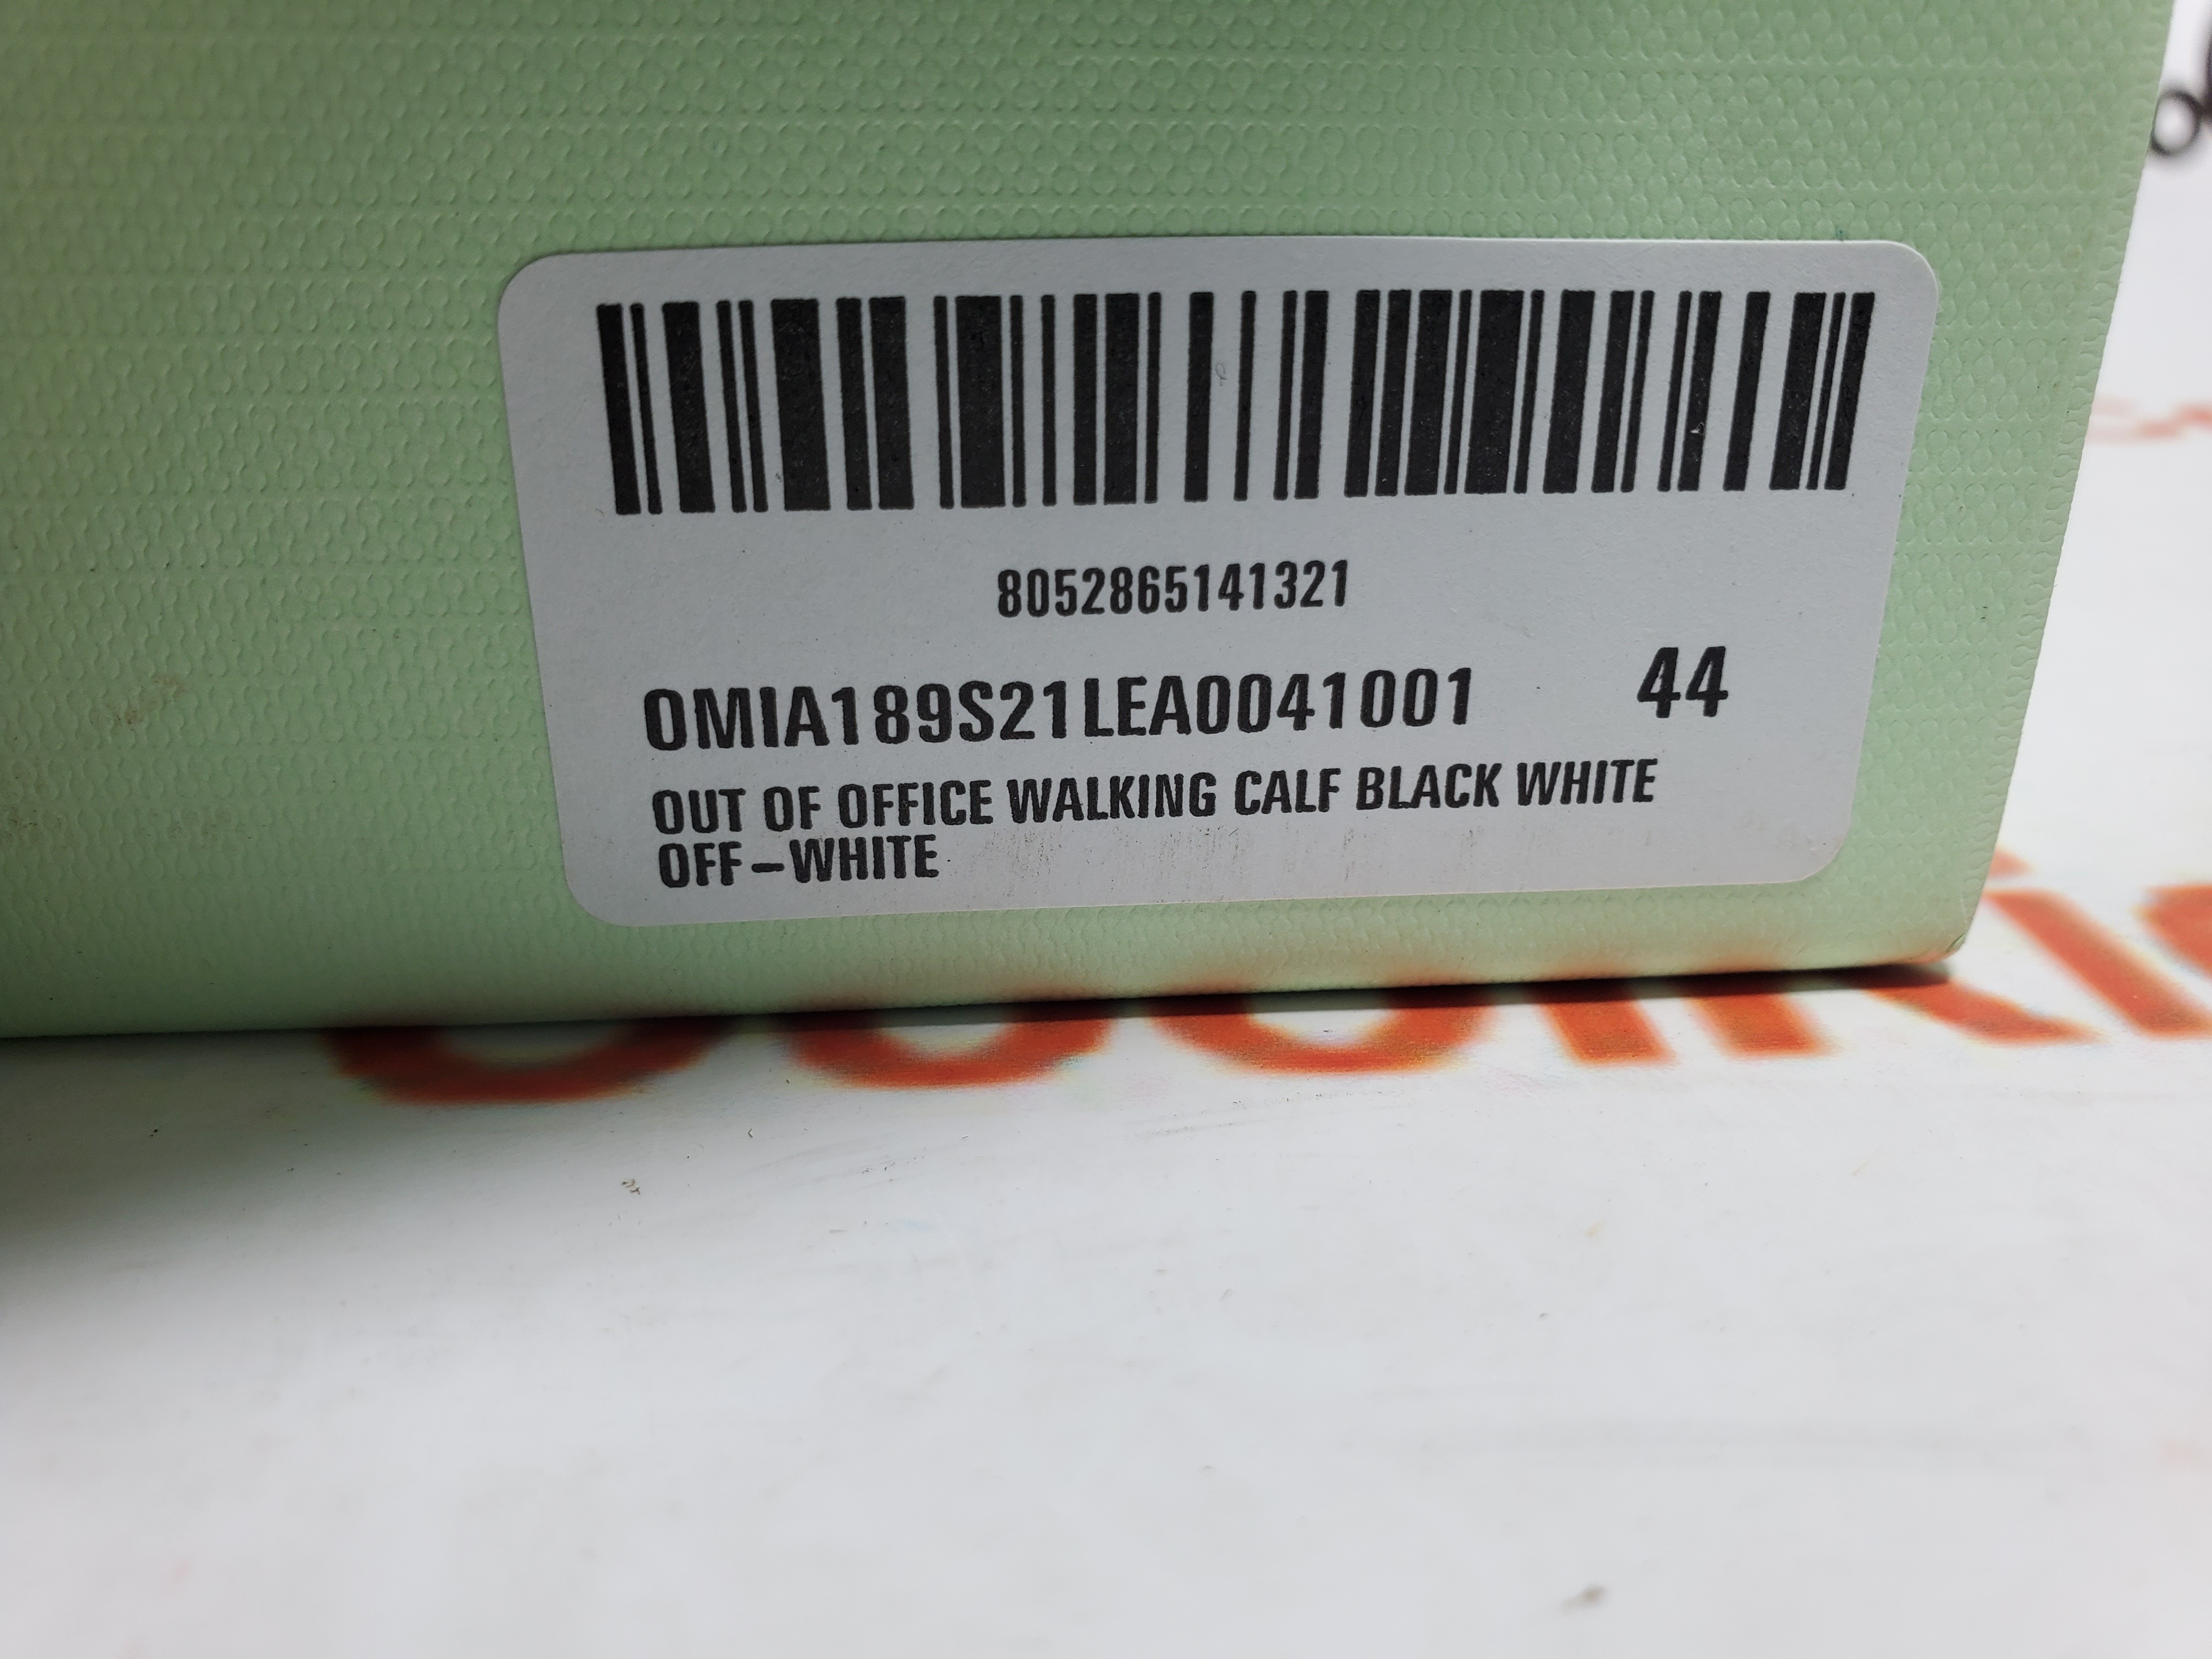 8052865141321
OMIA189S21LEA0041001 44
OUT OF OFFICE WALKING CALF BLACK WHITE
OFF-WHITE